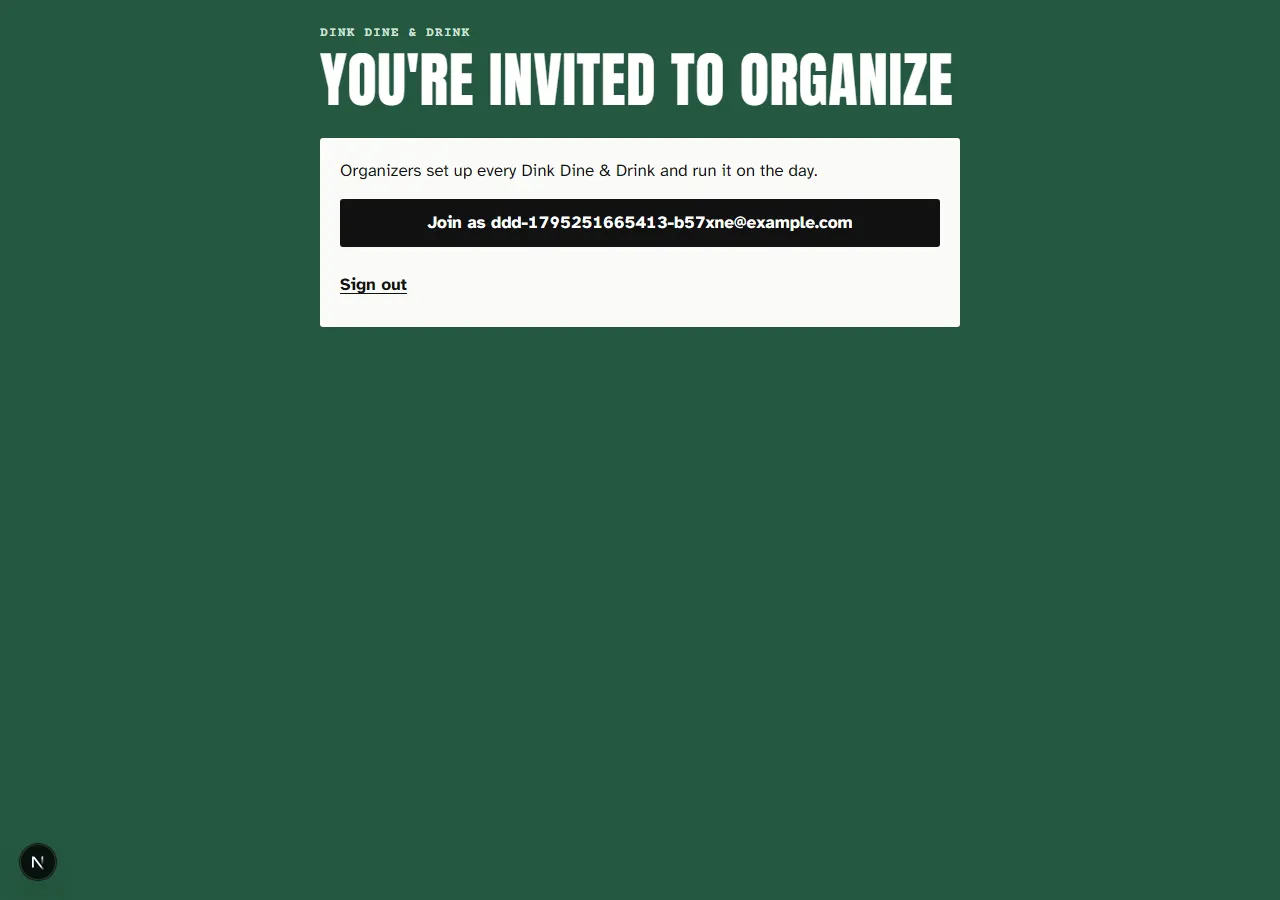 DINK DINE & DRINK
YOU'RE INVITED TO ORGANIZE
Organizers set up every Dink Dine & Drink and run it on the day.
Join as ddd-1795251665413-b57xne@example.com
Sign out
N